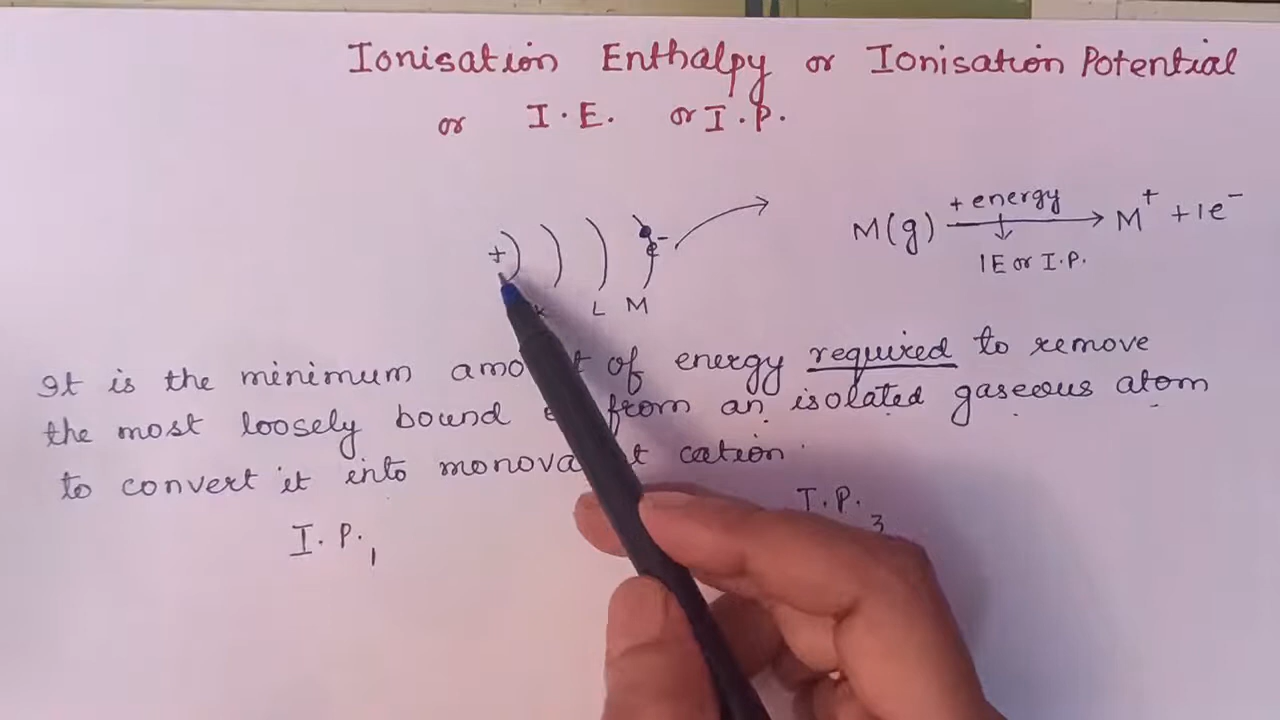 Ionisation Enthalpy or Ionisation Potential
or I.E. or I.P.
+ energy
M(g) → M⁺ + 1e⁻
IE or I.P.
+ e⁻
K L M
It is the minimum of energy required to remove
the most loosely bound from an isolated gaseous atom
to convert it into cation.
I.P.₁ I.P.₃